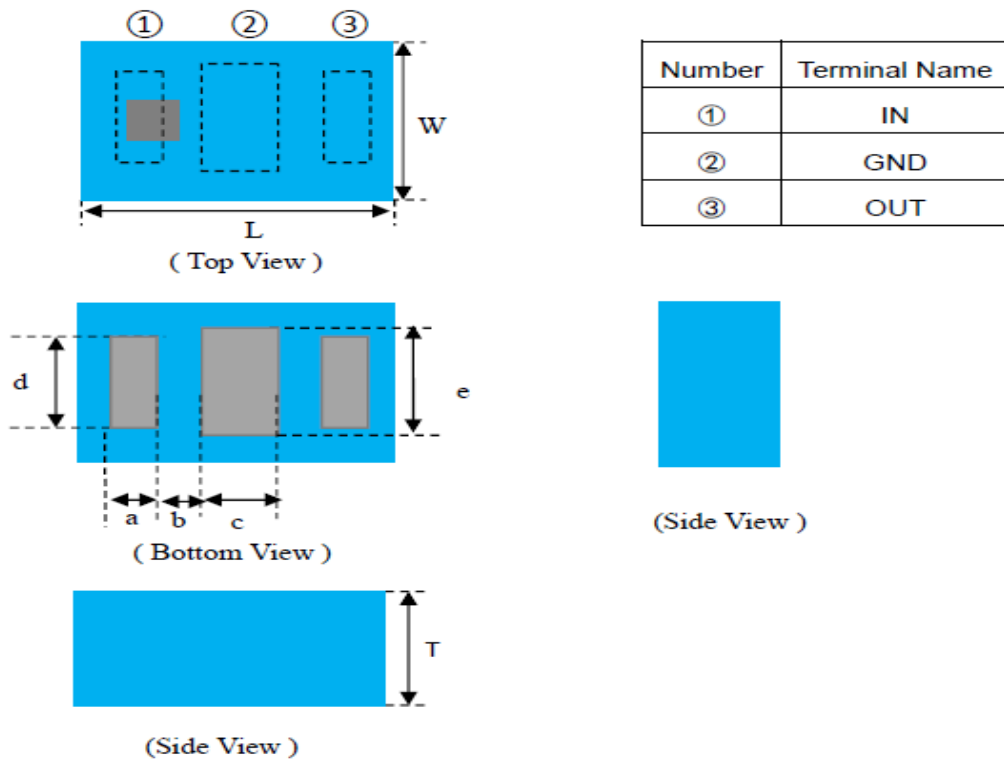 ① ② ③
W
L
( Top View )
Number Terminal Name
① IN
② GND
③ OUT
d
e
a b c
( Bottom View )
(Side View )
T
(Side View )